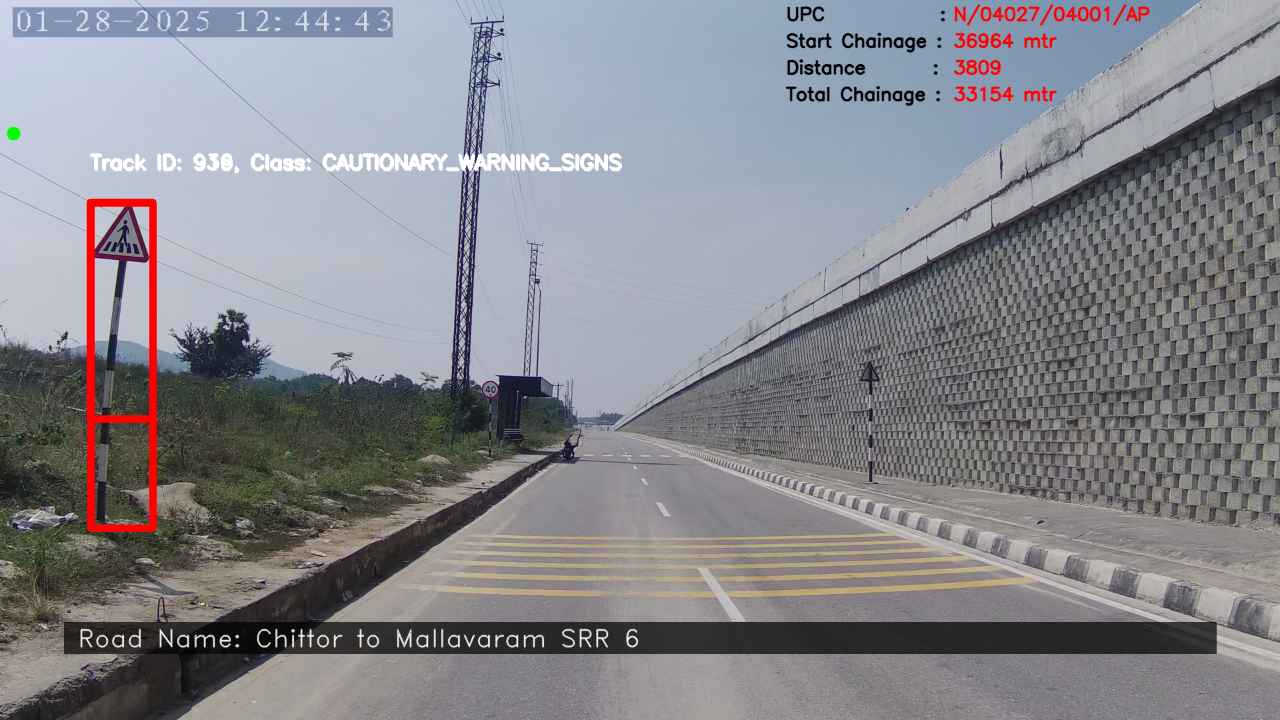 01-28-2025 12:44:43
UPC : N/04027/04001/AP
Start Chainage : 36964 mtr
Distance : 3809
Total Chainage : 33154 mtr
Track ID: 938, Class: CAUTIONARY_WARNING_SIGNS
40
Road Name: Chittor to Mallavaram SRR 6